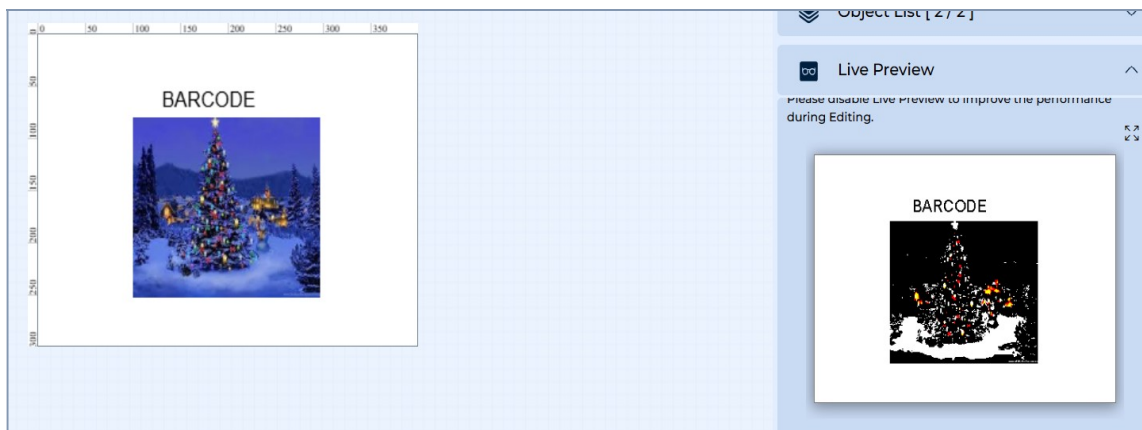 0 50 100 150 200 250 300 350
0
50
100
150
200
250
300
BARCODE
Object List [ 2 / 2 ]
Live Preview
Please disable Live Preview to improve the performance
during Editing.
BARCODE